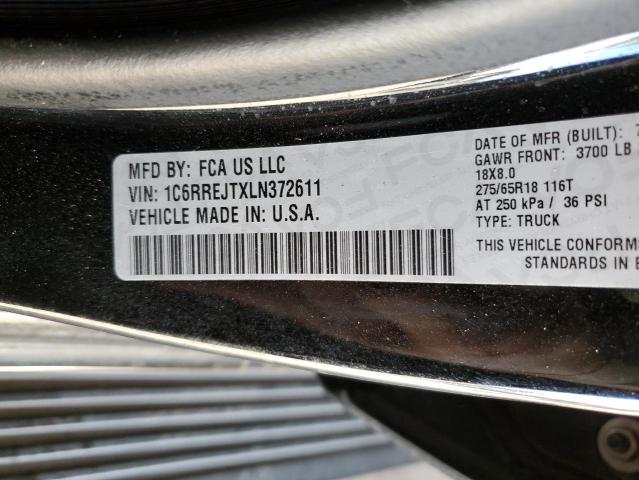 MFD BY: FCA US LLC
VIN: 1C6RREJTXLN372611
VEHICLE MADE IN: U.S.A.
DATE OF MFR (BUILT):
GAWR FRONT: 3700 LB
18X8.0
275/65R18 116T
AT 250 kPa / 36 PSI
TYPE: TRUCK
THIS VEHICLE CONFORMS
STANDARDS IN